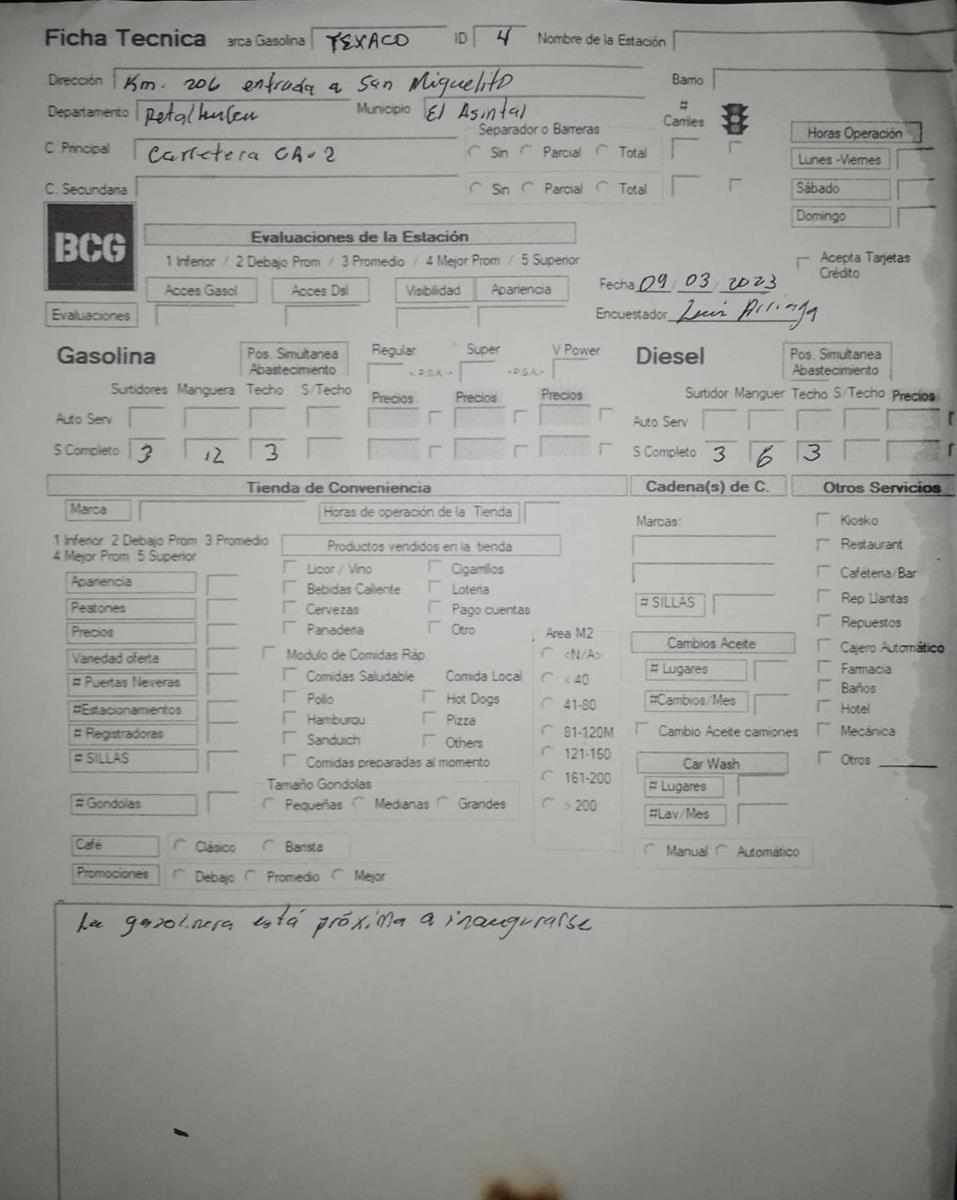 Ficha Tecnica arca Gasolina TEXACO ID 4 Nombre de la Estación
Dirección Km. 206 entrada a San Miguelito Barrio
Departamento Retalhuleu Municipio El Asintal # Carriles
Separador o Barreras Horas Operación
C. Principal Carretera CA-2 Sin Parcial Total Lunes -Viernes
C. Secundaria Sin Parcial Total Sábado
Domingo
BCG Evaluaciones de la Estación
1 Inferior / 2 Debajo Prom / 3 Promedio / 4 Mejor Prom / 5 Superior Acepta Tarjetas Crédito
Acces Gasol Acces Dsl Visibilidad Apariencia Fecha 09 03 2023
Evaluaciones Encuestador Luis Arriaga
Gasolina Pos. Simultanea Abastecimiento Regular Super V Power Diesel Pos. Simultanea Abastecimiento
<-P.S.A.-> <-P.S.A.->
Surtidores Manguera Techo S/Techo Precios Precios Precios Surtidor Manguer Techo S/Techo Precios
Auto Serv Auto Serv
S Completo 3 12 3 S Completo 3 6 3
Tienda de Conveniencia Cadena(s) de C. Otros Servicios
Marca Horas de operación de la Tienda Marcas: Kiosko
1 Inferior 2 Debajo Prom 3 Promedio Productos vendidos en la tienda Restaurant
4 Mejor Prom 5 Superior
Licor / Vino Cigarrillos Cafétería/Bar
Apariencia Bebidas Caliente Loteria
Peatones Cervezas Pago cuentas # SILLAS Rep Llantas
Precios Panaderia Otro Area M2 Repuestos
Variedad oferta Modulo de Comidas Ráp. <N/A> Cambios Aceite Cajero Automático
# Puertas Neveras Comidas Saludable Comida Local < 40 # Lugares Farmacia
#Estacionamientos Pollo Hot Dogs 41-80 #Cambios/Mes Baños
Hotel
# Registradoras Hamburqu Pizza 81-120M Cambio Aceite camiones Mecánica
# SILLAS Sanduich Others 121-160 Car Wash Otros
Comidas preparadas al momento 161-200 # Lugares
Tamaño Gondolas
# Gondolas Pequeñas Medianas Grandes > 200 #Lav/Mes
Café Clásico Barista Manual Automático
Promociones Debajo Promedio Mejor
La gasolinera está próxima a inaugurarse